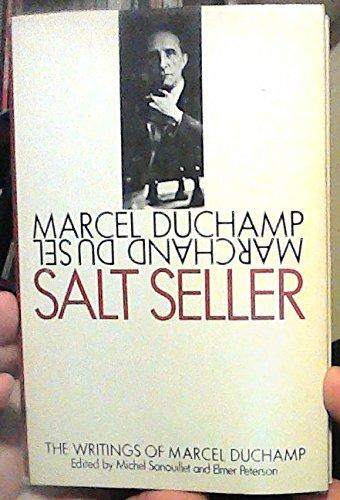 MARCEL DUCHAMP
MARCHAND DU SEL
SALT SELLER
THE WRITINGS OF MARCEL DUCHAMP
Edited by Michel Sanouillet and Elmer Peterson